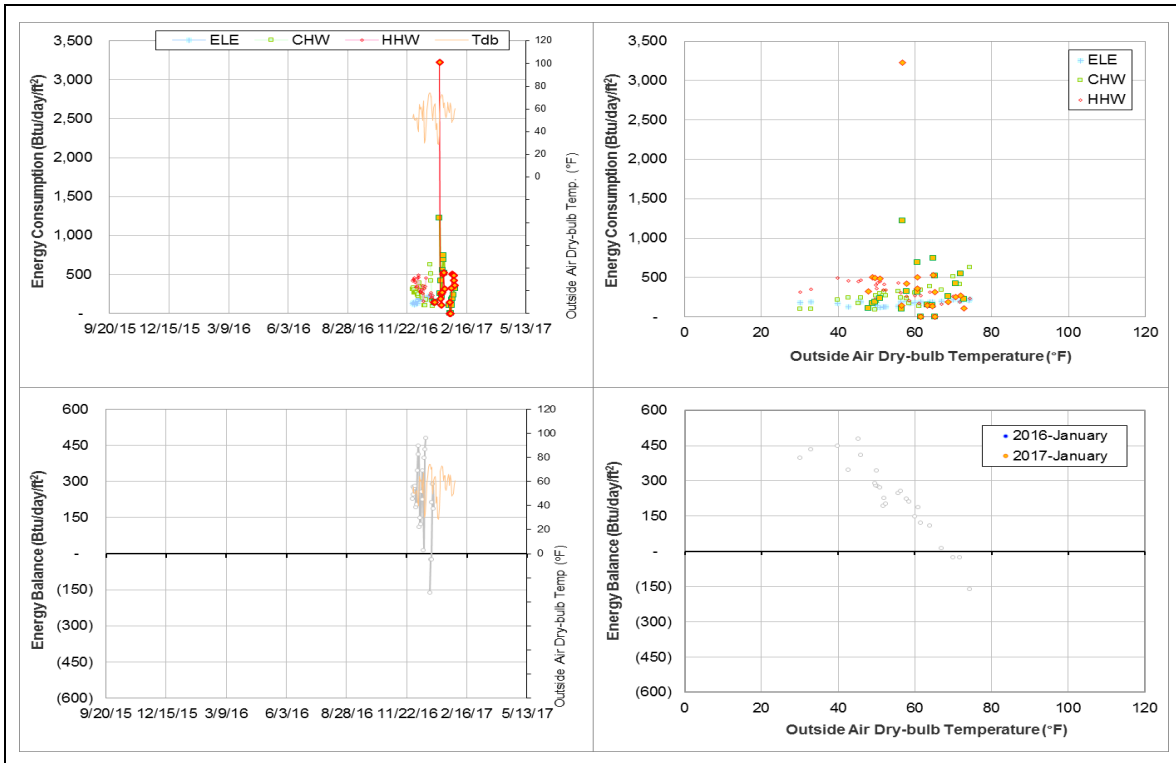 ELE CHW HHW Tdb
Energy Consumption (Btu/day/ft²)
3,500
3,000
2,500
2,000
1,500
1,000
500
-
120
100
80
60
40
20
0
Outside Air Dry-bulb Temp. (°F)
9/20/15 12/15/15 3/9/16 6/3/16 8/28/16 11/22/16 2/16/17 5/13/17
ELE
CHW
HHW
Energy Consumption (Btu/day/ft²)
3,500
3,000
2,500
2,000
1,500
1,000
500
-
0 20 40 60 80 100 120
Outside Air Dry-bulb Temperature (°F)
Energy Balance (Btu/day/ft²)
600
450
300
150
-
(150)
(300)
(450)
(600)
120
100
80
60
40
20
0
Outside Air Dry-bulb Temp (°F)
9/20/15 12/15/15 3/9/16 6/3/16 8/28/16 11/22/16 2/16/17 5/13/17
2016-January
2017-January
Energy Balance (Btu/day/ft²)
600
450
300
150
-
(150)
(300)
(450)
(600)
0 20 40 60 80 100 120
Outside Air Dry-bulb Temperature (°F)